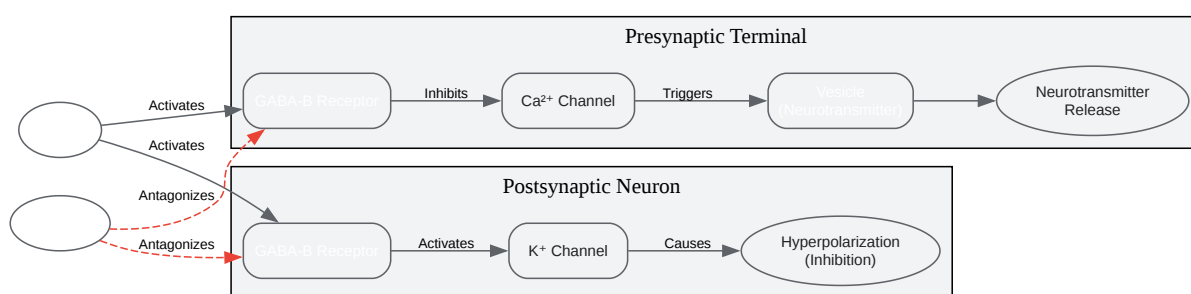 Presynaptic Terminal
Activates
GABA-B Receptor
Inhibits
Ca²⁺ Channel
Triggers
Vesicle
(Neurotransmitter)
Neurotransmitter
Release
Activates
Antagonizes
Postsynaptic Neuron
Antagonizes
GABA-B Receptor
Activates
K⁺ Channel
Causes
Hyperpolarization
(Inhibition)